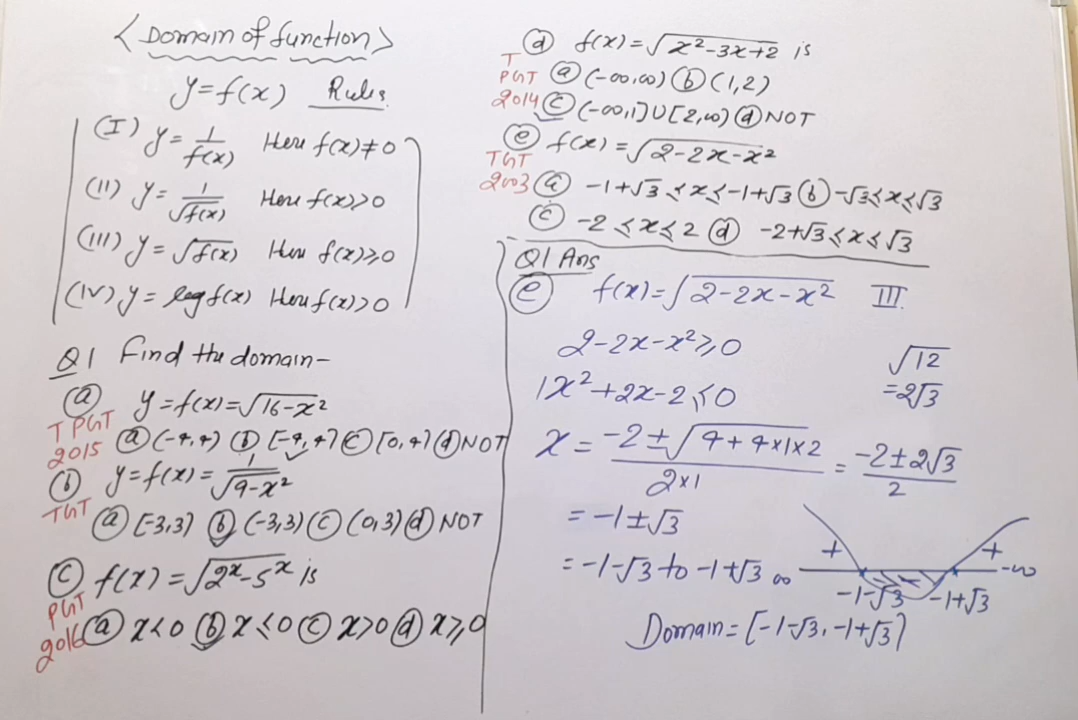 < Domain of function >
y=f(x) Rules
(I) y = 1/f(x) Here f(x)≠0
(II) y = 1/√f(x) Here f(x)>0
(III) y = √f(x) Here f(x)≥0
(IV) y = log f(x) Here f(x)>0
Q1 Find the domain-
(a) y=f(x)=√16-x²
T PGT 2015
(a) (-4,4) (b) [-4,4] (c) [0,4) (d) NOT
(b) y=f(x)=1/√9-x²
TGT
(a) [-3,3) (b) (-3,3) (c) (0,3) (d) NOT
(c) f(x)=√2ˣ-5ˣ is
PGT 2016
(a) x<0 (b) x≤0 (c) x>0 (d) x≥0
(d) f(x)=√x²-3x+2 is
T PGT 2014
(a) (-∞,∞) (b) (1,2)
(c) (-∞,1]∪[2,∞) (d) NOT
(e) f(x)=√2-2x-x²
TGT 2003
(a) -1+√3≤x≤-1+√3 (b) -√3≤x≤√3
(c) -2≤x≤2 (d) -2+√3≤x≤√3
Q1 Ans
(e) f(x)=√2-2x-x² III
2-2x-x²≥0
√12
=2√3
1x²+2x-2≤0
x = -2±√4+4×1×2 / 2×1 = -2±2√3 / 2
= -1±√3
= -1-√3 to -1+√3
+ +
∞ -∞
-1-√3 -1+√3
Domain = [-1-√3, -1+√3]